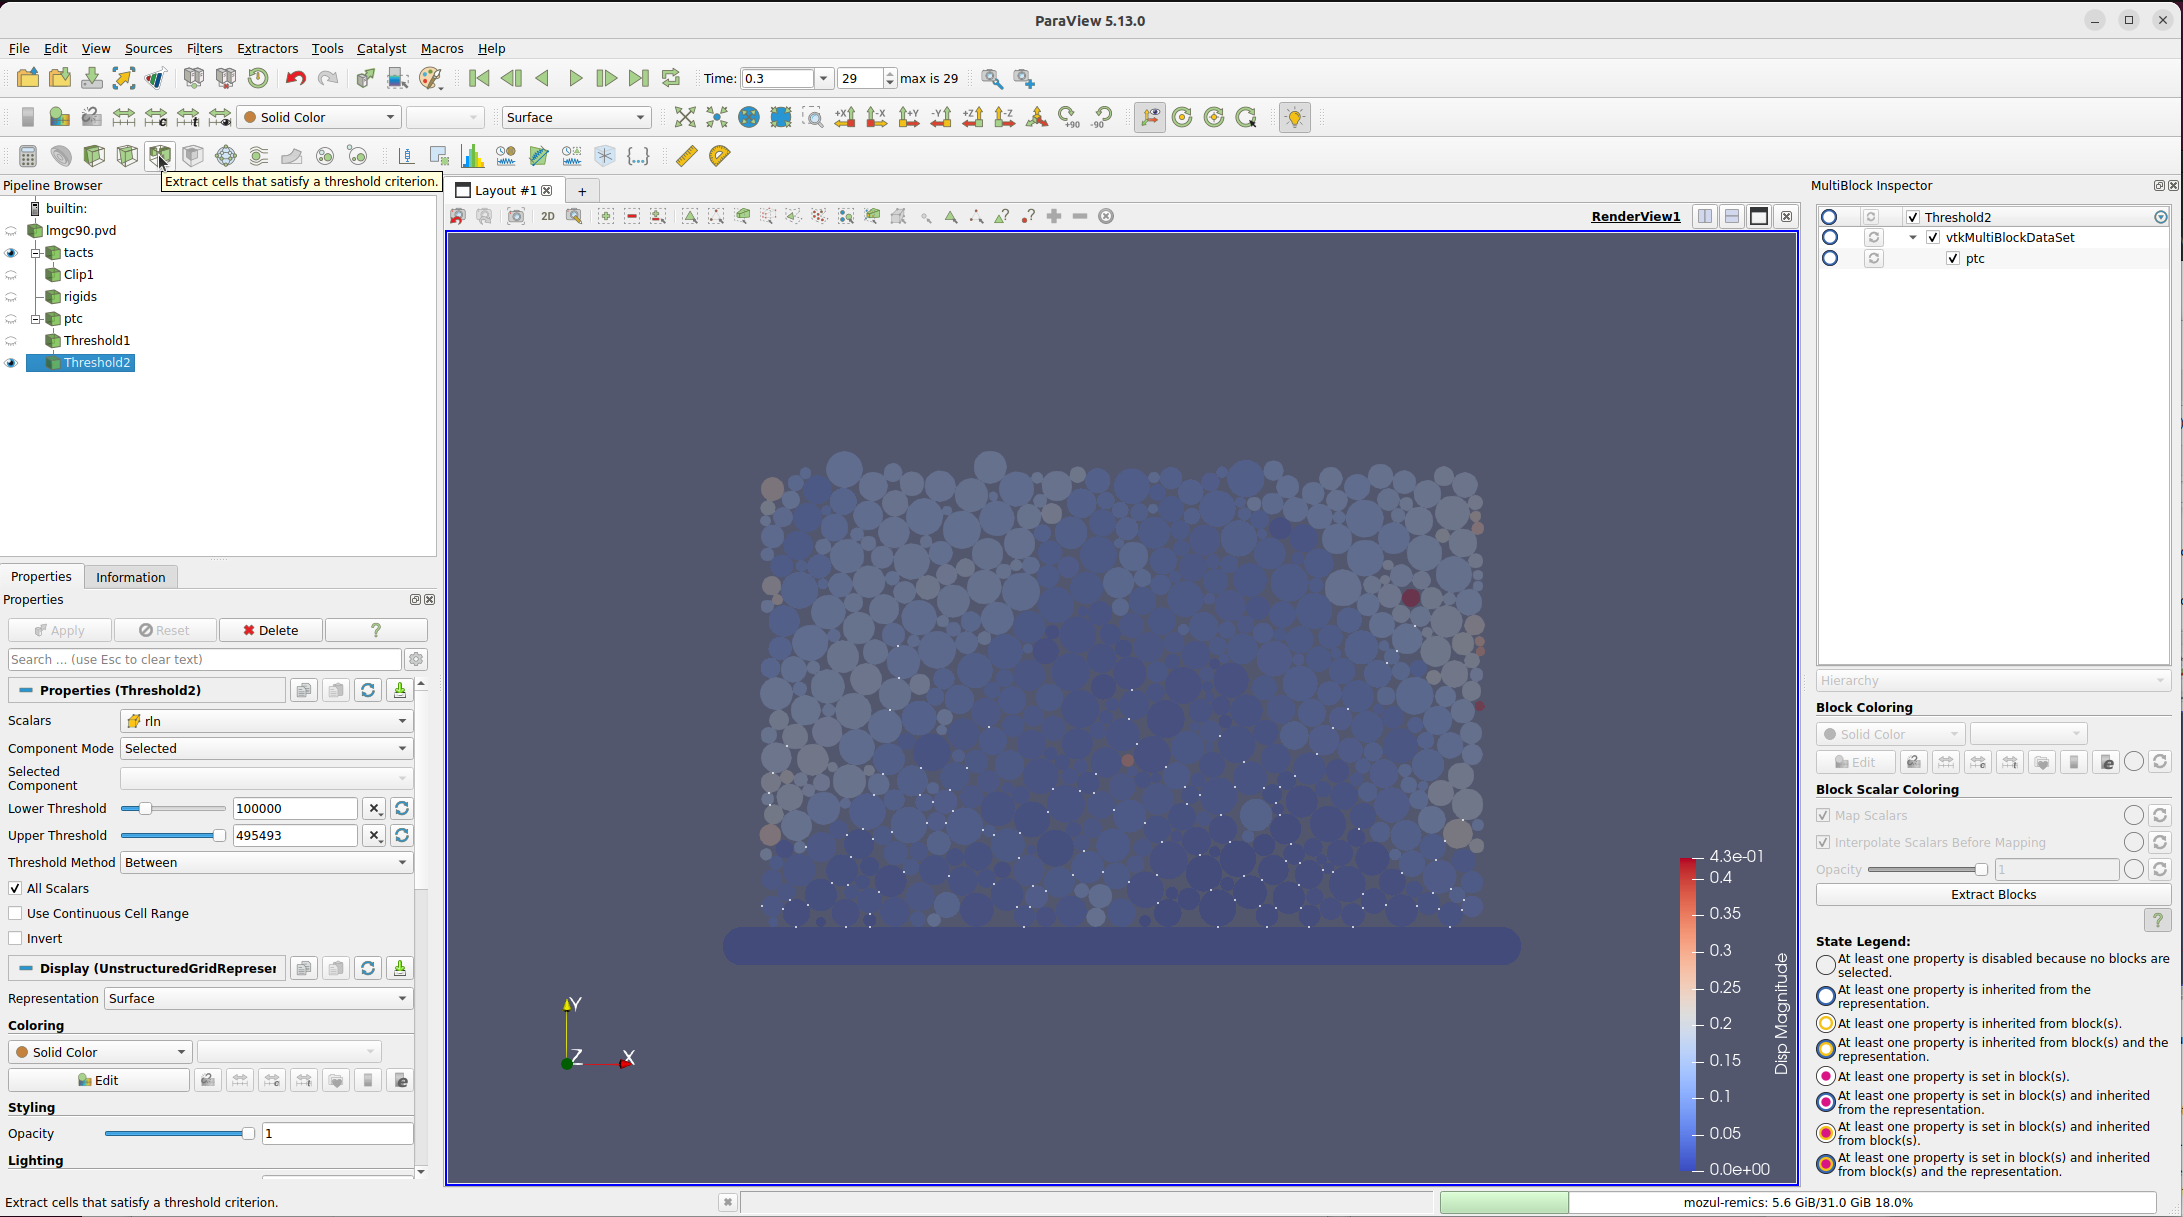 ParaView 5.13.0
File Edit View Sources Filters Extractors Tools Catalyst Macros Help
Time: 0.3 29 max is 29
Solid Color Surface +90 -90
+X -X +Y -Y +Z -Z
Extract cells that satisfy a threshold criterion.
Pipeline Browser
builtin:
lmgc90.pvd
tacts
Clip1
rigids
ptc
Threshold1
Threshold2
Properties Information
Properties
Apply Reset Delete ?
Search ... (use Esc to clear text)
Properties (Threshold2)
Scalars rln
Component Mode Selected
Selected
Component
Lower Threshold 100000
Upper Threshold 495493
Threshold Method Between
All Scalars
Use Continuous Cell Range
Invert
Display (UnstructuredGridRepreser
Representation Surface
Coloring
Solid Color
Edit
Styling
Opacity 1
Lighting
Extract cells that satisfy a threshold criterion.
Layout #1 +
2D
RenderView1
Y
Z X
4.3e-01
0.4
0.35
0.3
0.25
0.2
0.15
0.1
0.05
0.0e+00
Disp Magnitude
MultiBlock Inspector
Threshold2
vtkMultiBlockDataSet
ptc
Hierarchy
Block Coloring
Solid Color
Edit
Block Scalar Coloring
Map Scalars
Interpolate Scalars Before Mapping
Opacity 1
Extract Blocks
?
State Legend:
At least one property is disabled because no blocks are
selected.
At least one property is inherited from the
representation.
At least one property is inherited from block(s).
At least one property is inherited from block(s) and the
representation.
At least one property is set in block(s).
At least one property is set in block(s) and inherited
from the representation.
At least one property is set in block(s) and inherited
from block(s).
At least one property is set in block(s) and inherited
from block(s) and the representation.
mozul-remics: 5.6 GiB/31.0 GiB 18.0%